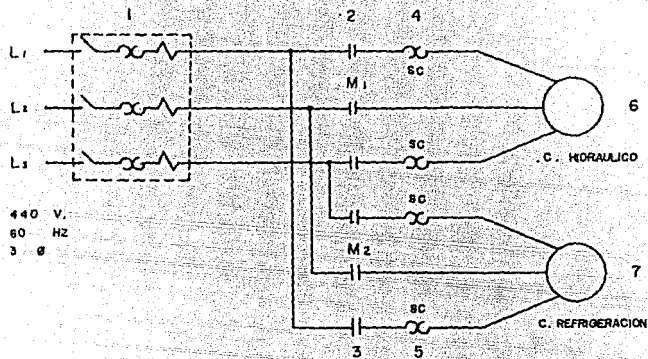 1 2 4
L1
SC
L2 M1 6
L3
SC C. HIDRAULICO
440 V. SC
60 HZ
3 Ø M2 7
SC C. REFRIGERACION
3 5